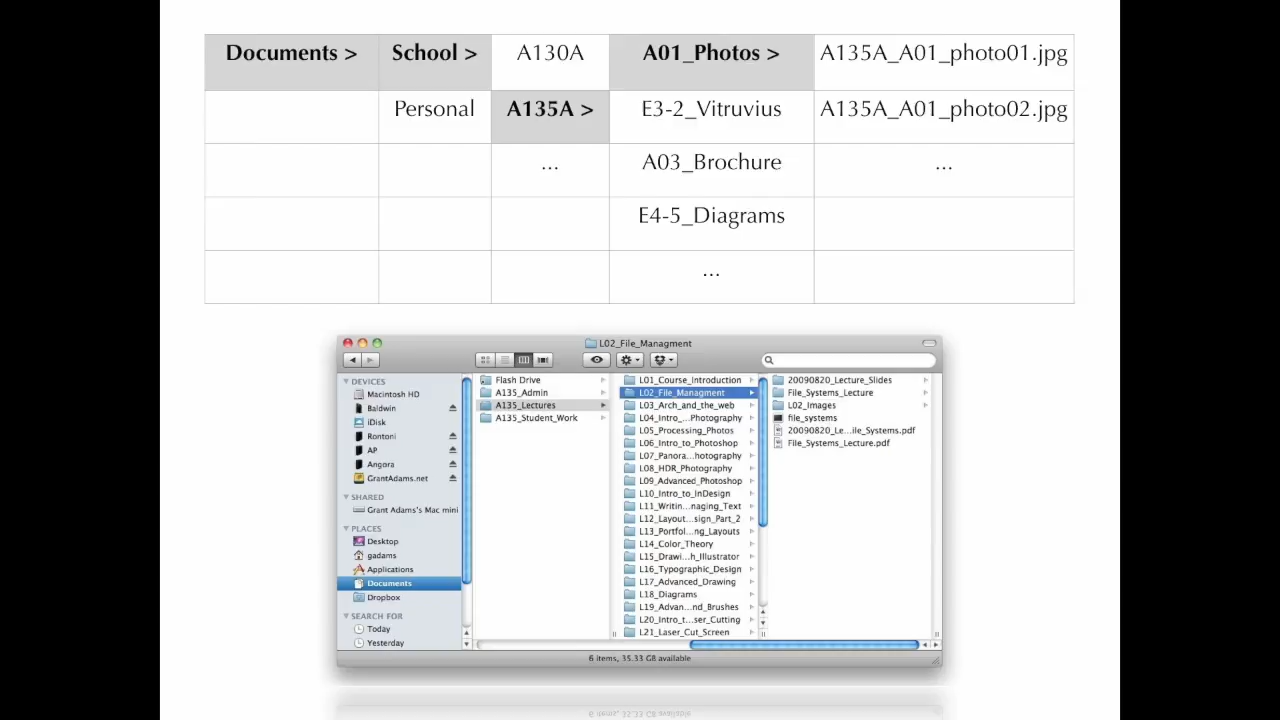 Documents > School > A130A A01_Photos > A135A_A01_photo01.jpg
Personal A135A > E3-2_Vitruvius A135A_A01_photo02.jpg
... A03_Brochure ...
E4-5_Diagrams
...
L02_File_Managment
DEVICES
Macintosh HD
Baldwin
iDisk
Rontoni
AP
Angora
GrantAdams.net
SHARED
Grant Adams's Mac mini
PLACES
Desktop
gadams
Applications
Documents
Dropbox
SEARCH FOR
Today
Yesterday
Flash Drive
A135_Admin
A135_Lectures
A135_Student_Work
L01_Course_Introduction
L02_File_Managment
L03_Arch_and_the_web
L04_Intro_...Photography
L05_Processing_Photos
L06_Intro_to_Photoshop
L07_Panora...hotography
L08_HDR_Photography
L09_Advanced_Photoshop
L10_Intro_to_InDesign
L11_Writin...naging_Text
L12_Layout...sign_Part_2
L13_Portfol...ng_Layouts
L14_Color_Theory
L15_Drawi...h_Illustrator
L16_Typographic_Design
L17_Advanced_Drawing
L18_Diagrams
L19_Advan...nd_Brushes
L20_Intro_t...ser_Cutting
L21_Laser_Cut_Screen
20090820_Lecture_Slides
File_Systems_Lecture
L02_Images
file_systems
20090820_Le...ile_Systems.pdf
File_Systems_Lecture.pdf
6 items, 35.33 GB available